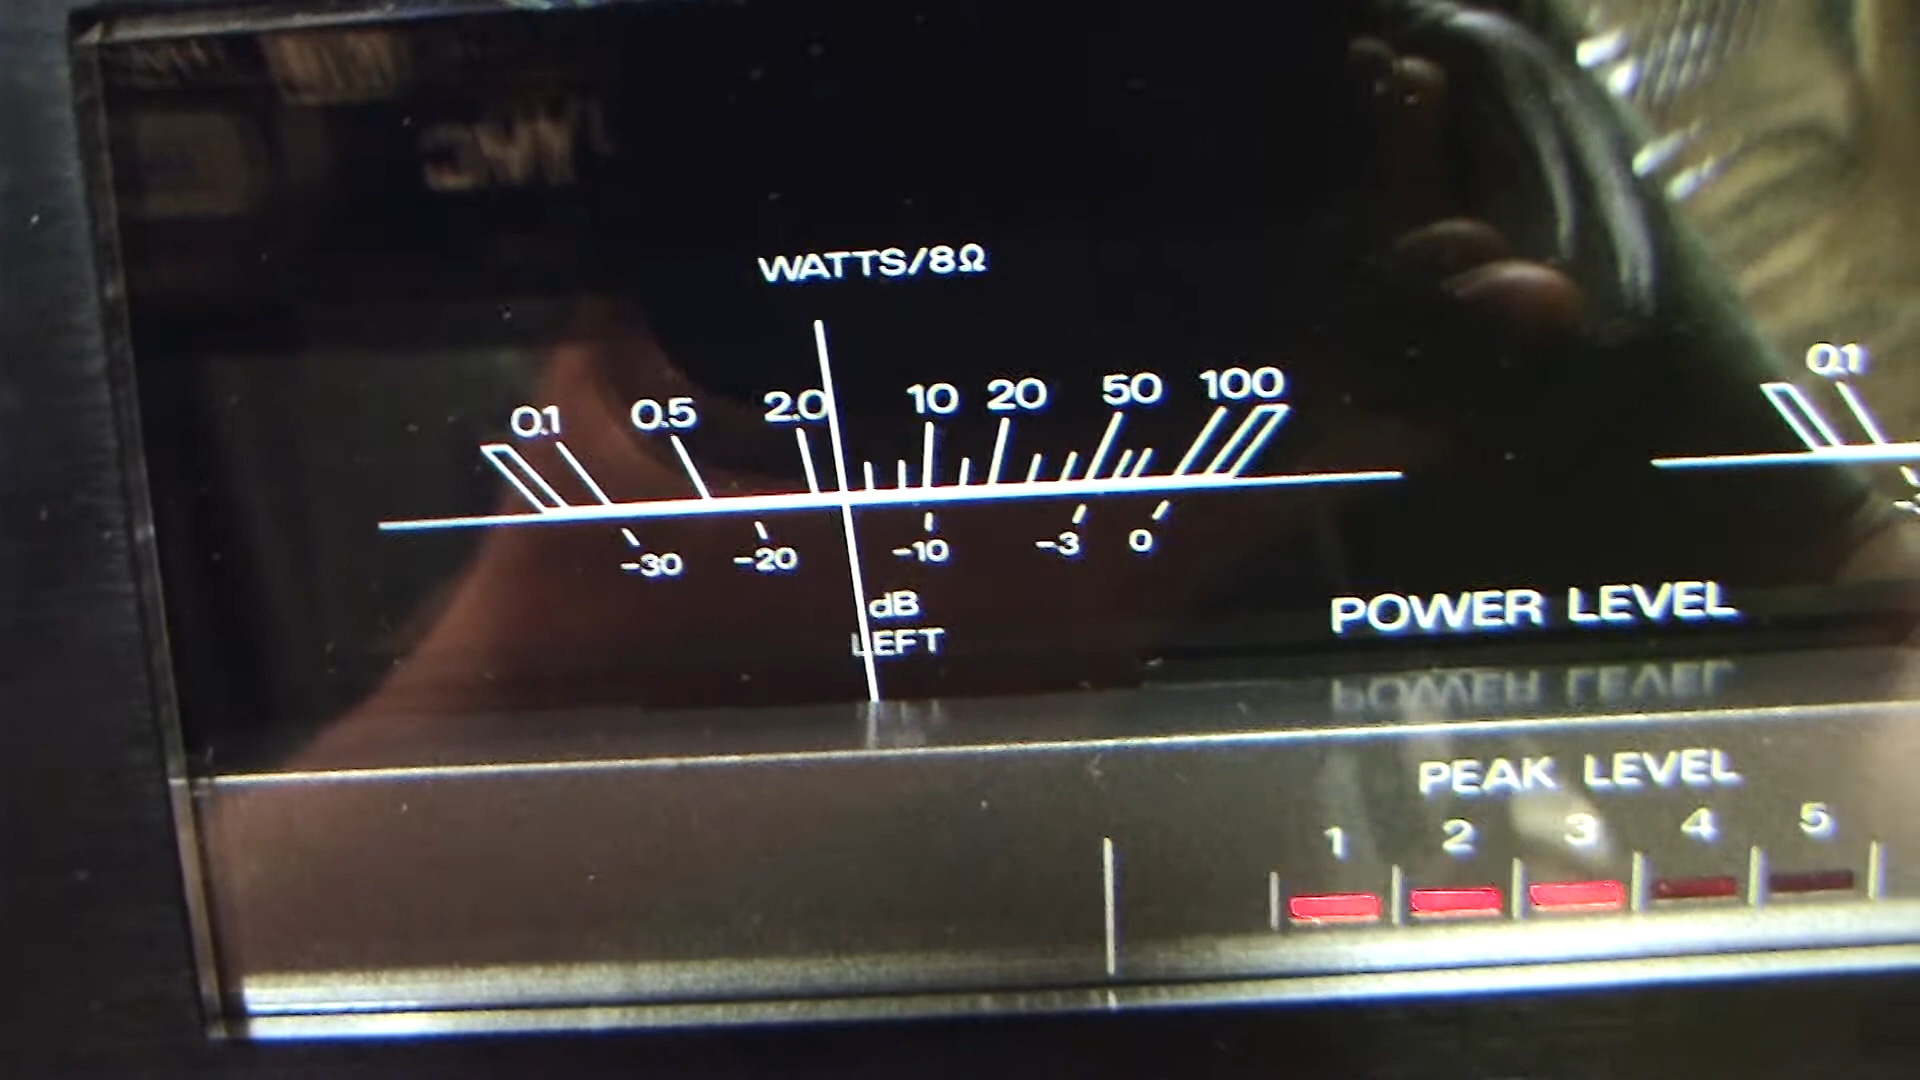 WATTS/8Ω
0.1 0.5 2.0 10 20 50 100
-30 -20 -10 -3 0
dB
LEFT
0.1
POWER LEVEL
PEAK LEVEL
1 2 3 4 5